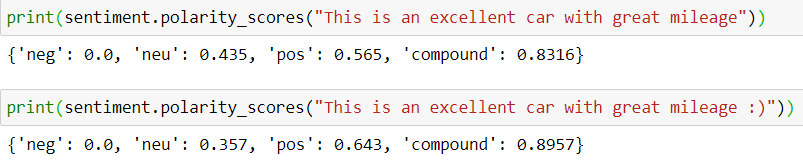 print(sentiment.polarity_scores("This is an excellent car with great mileage"))
{'neg': 0.0, 'neu': 0.435, 'pos': 0.565, 'compound': 0.8316}
print(sentiment.polarity_scores("This is an excellent car with great mileage :)"))
{'neg': 0.0, 'neu': 0.357, 'pos': 0.643, 'compound': 0.8957}